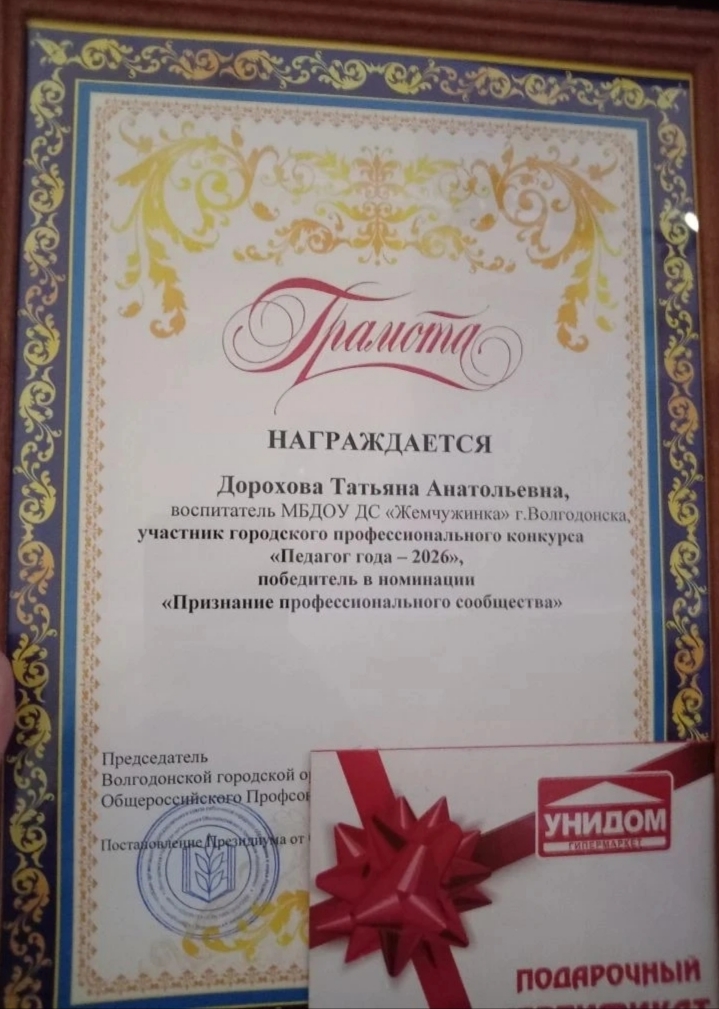 Грамота
НАГРАЖДАЕТСЯ
Дорохова Татьяна Анатольевна,
воспитатель МБДОУ ДС «Жемчужинка» г.Волгодонска,
участник городского профессионального конкурса
«Педагог года – 2026»,
победитель в номинации
«Признание профессионального сообщества»
Председатель
Волгодонской городской
Общероссийского
Постановление Президиума от
УНИДОМ
ГИПЕРМАРКЕТ
ПОДАРОЧНЫЙ